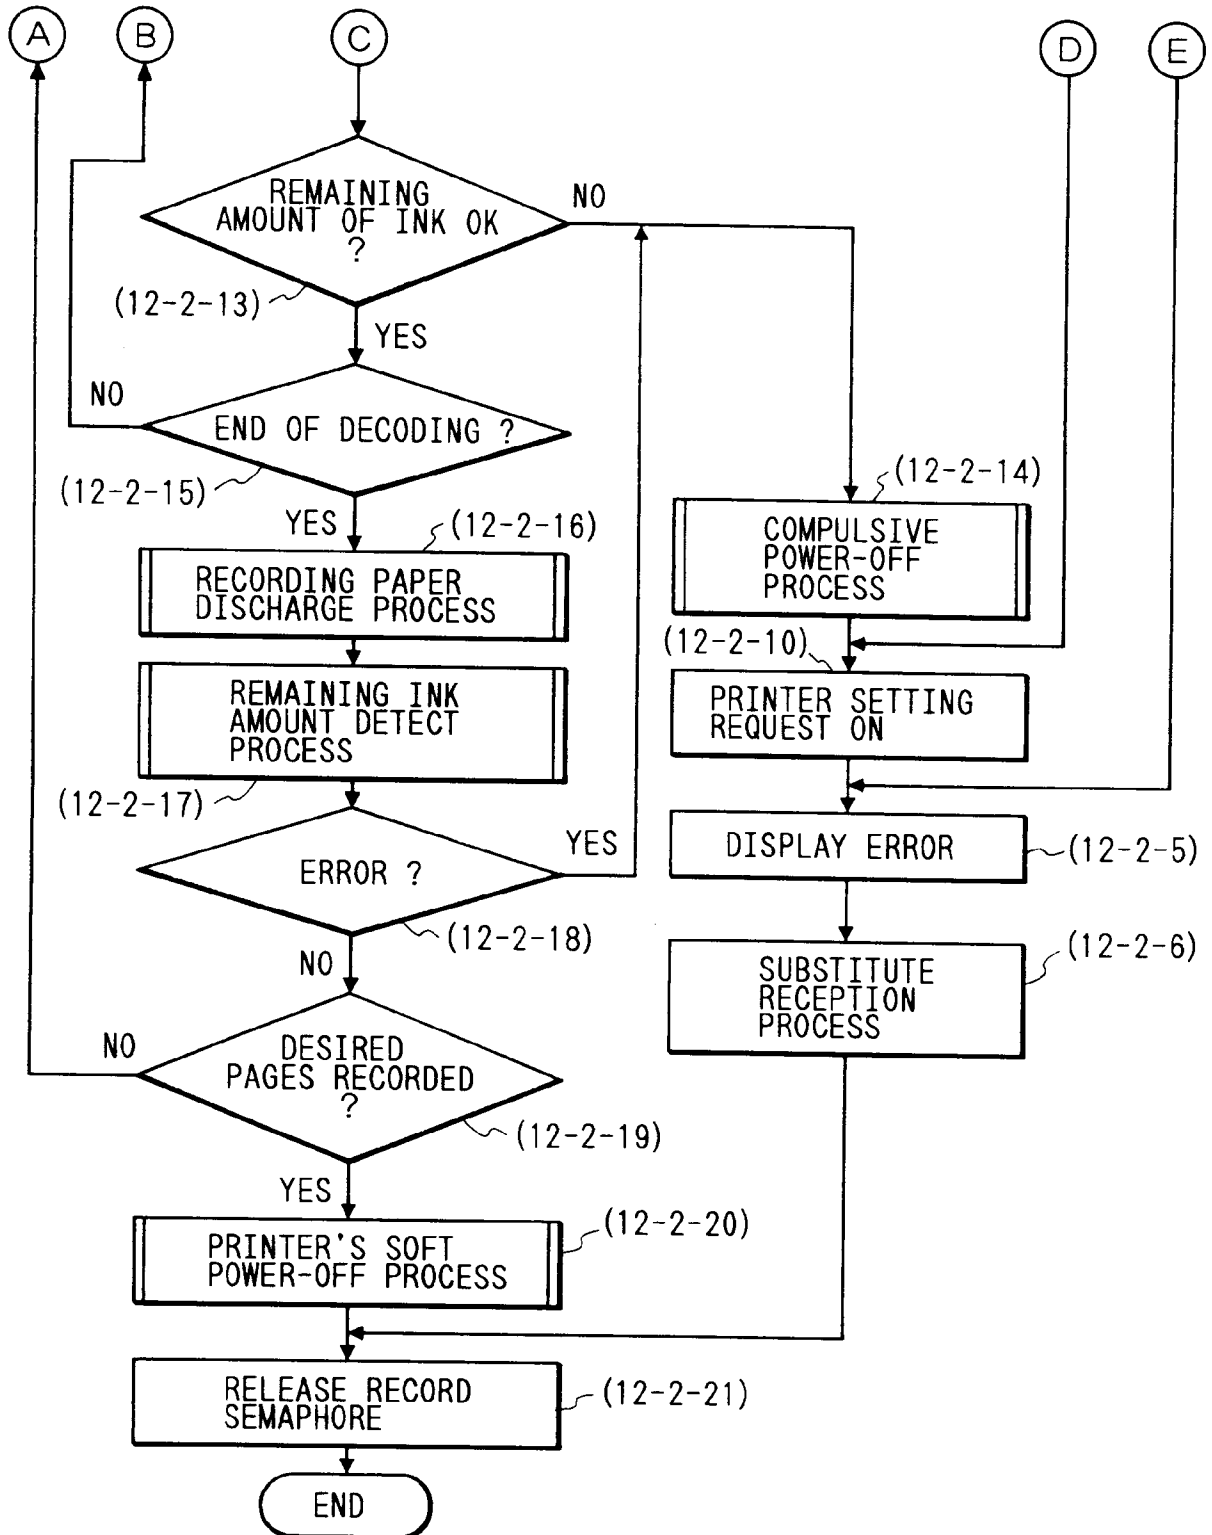 A
B
C
D
E
REMAINING
AMOUNT OF INK OK
?
NO
(12-2-13)
YES
NO
END OF DECODING ?
(12-2-15)
YES
(12-2-16)
RECORDING PAPER
DISCHARGE PROCESS
REMAINING INK
AMOUNT DETECT
PROCESS
(12-2-17)
ERROR ?
YES
(12-2-18)
NO
NO
DESIRED
PAGES RECORDED
?
(12-2-19)
YES
(12-2-20)
PRINTER'S SOFT
POWER-OFF PROCESS
RELEASE RECORD
SEMAPHORE
(12-2-21)
END
(12-2-14)
COMPULSIVE
POWER-OFF
PROCESS
(12-2-10)
PRINTER SETTING
REQUEST ON
DISPLAY ERROR
(12-2-5)
(12-2-6)
SUBSTITUTE
RECEPTION
PROCESS